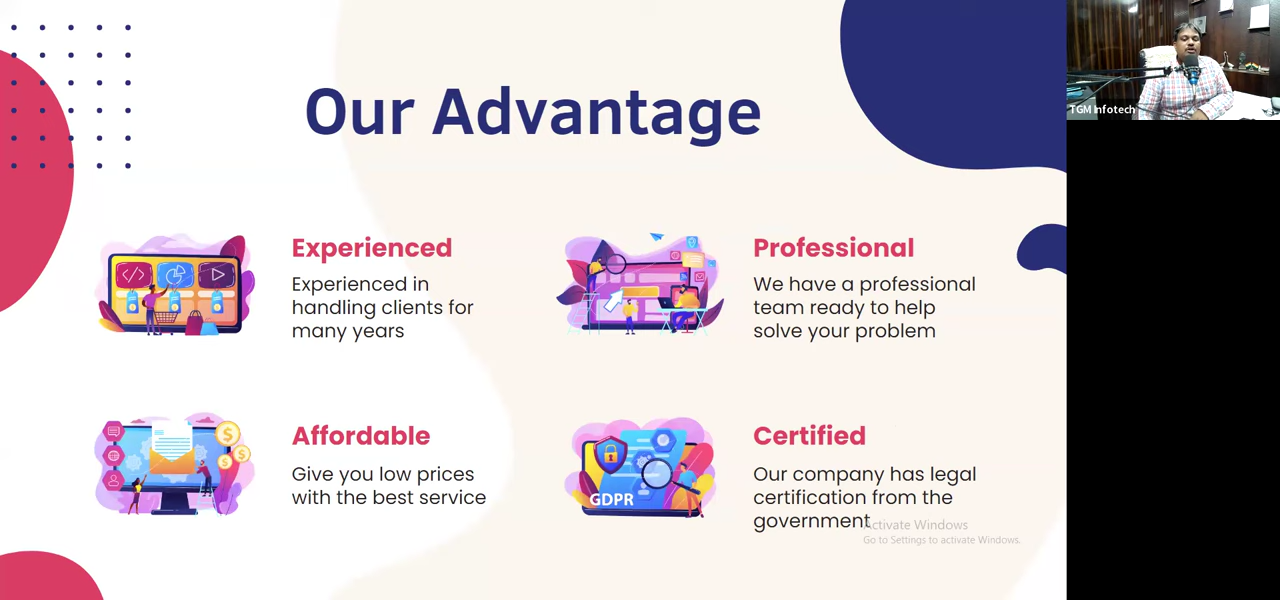 Our Advantage
TGM Infotech
Experienced
Experienced in
handling clients for
many years
Professional
We have a professional
team ready to help
solve your problem
Affordable
Give you low prices
with the best service
GDPR
Certified
Our company has legal
certification from the
government
Activate Windows
Go to Settings to activate Windows.